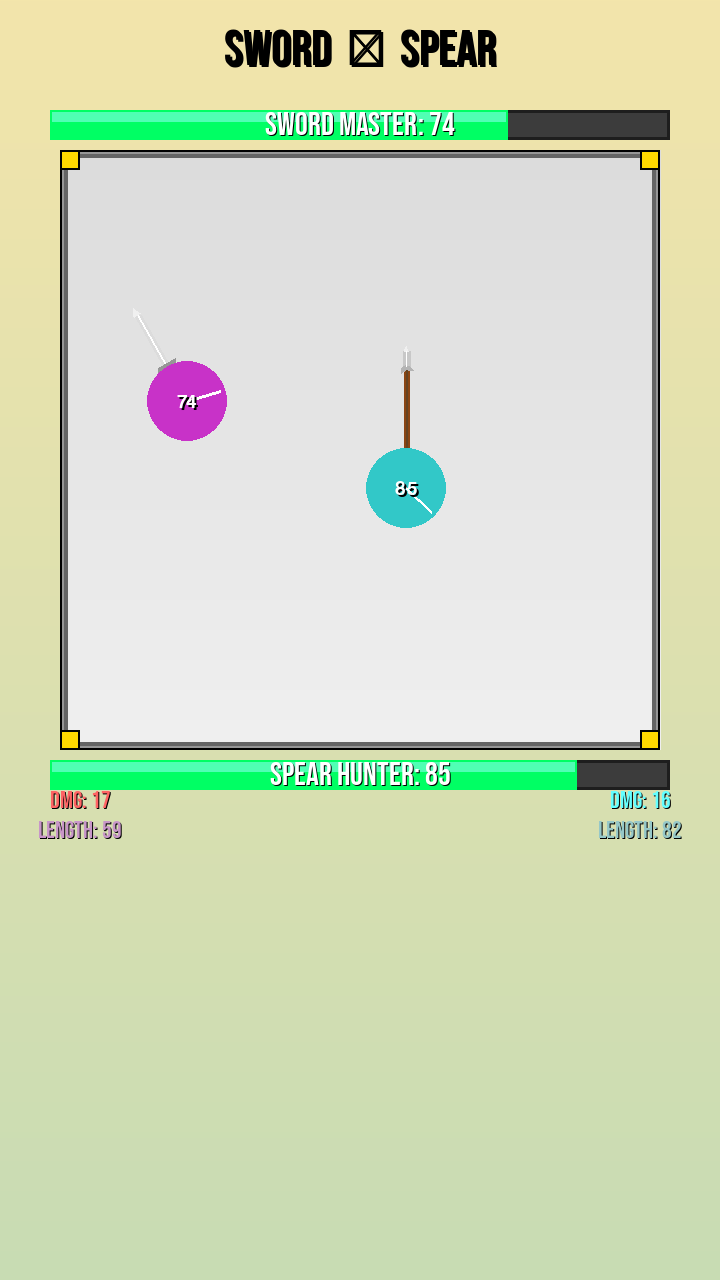 SWORD SPEAR
SWORD MASTER: 74
74
85
SPEAR HUNTER: 85
DMG: 17
DMG: 16
LENGTH: 59
LENGTH: 82